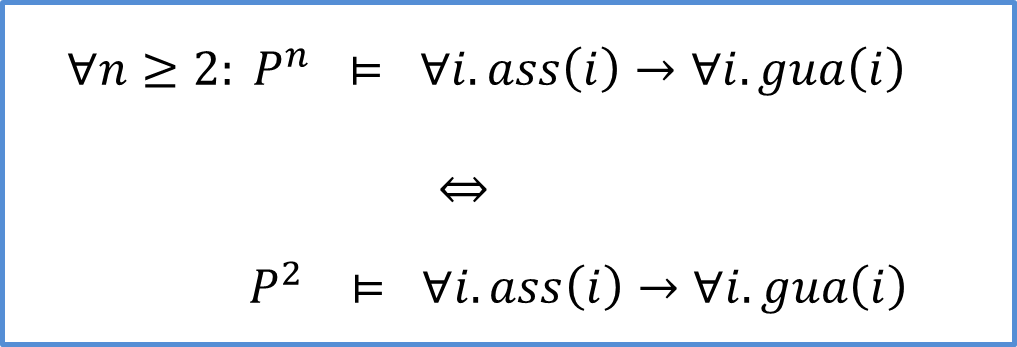 ∀n ≥ 2: Pⁿ ⊨ ∀i.ass(i) → ∀i.gua(i)
⇔
P² ⊨ ∀i.ass(i) → ∀i.gua(i)